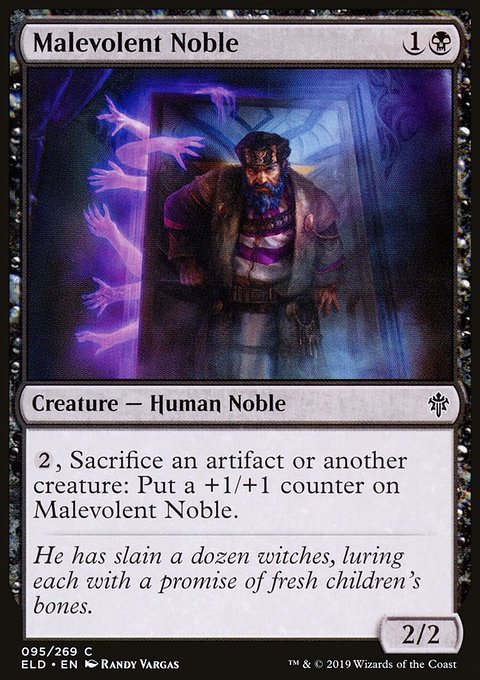 Malevolent Noble 1
Creature — Human Noble
2, Sacrifice an artifact or another
creature: Put a +1/+1 counter on
Malevolent Noble.
He has slain a dozen witches, luring
each with a promise of fresh children's
bones.
2/2
095/269 C
ELD • EN Randy Vargas
™ & © 2019 Wizards of the Coast